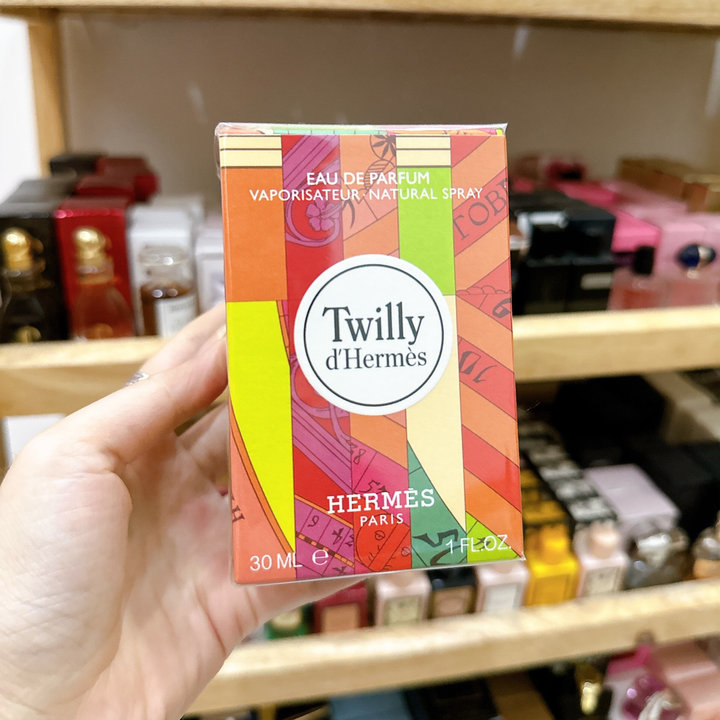 EAU DE PARFUM
VAPORISATEUR · NATURAL SPRAY
Twilly
d'Hermès
HERMÈS
PARIS
30 ML ℮
1 FL.OZ.